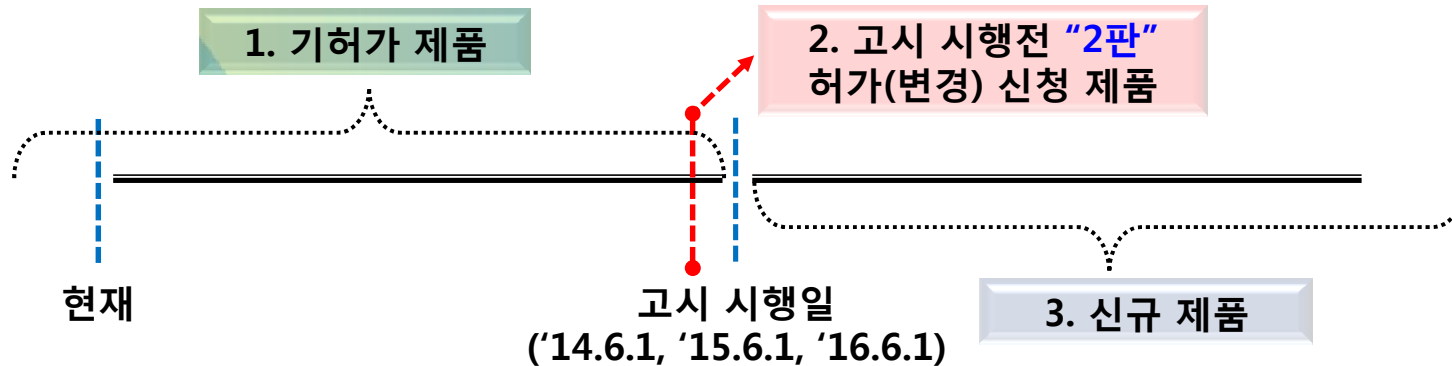 1. 기허가 제품
2. 고시 시행전 “2판”
허가(변경) 신청 제품
현재
고시 시행일
(‘14.6.1, ‘15.6.1, ‘16.6.1)
3. 신규 제품